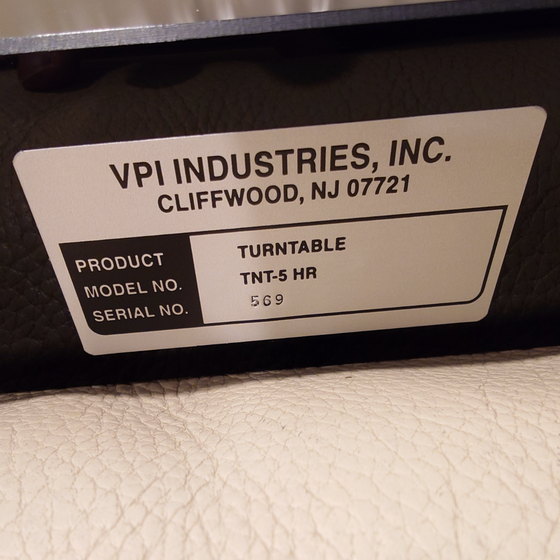 VPI INDUSTRIES, INC.
CLIFFWOOD, NJ 07721
PRODUCT TURNTABLE
MODEL NO. TNT-5 HR
SERIAL NO. 569